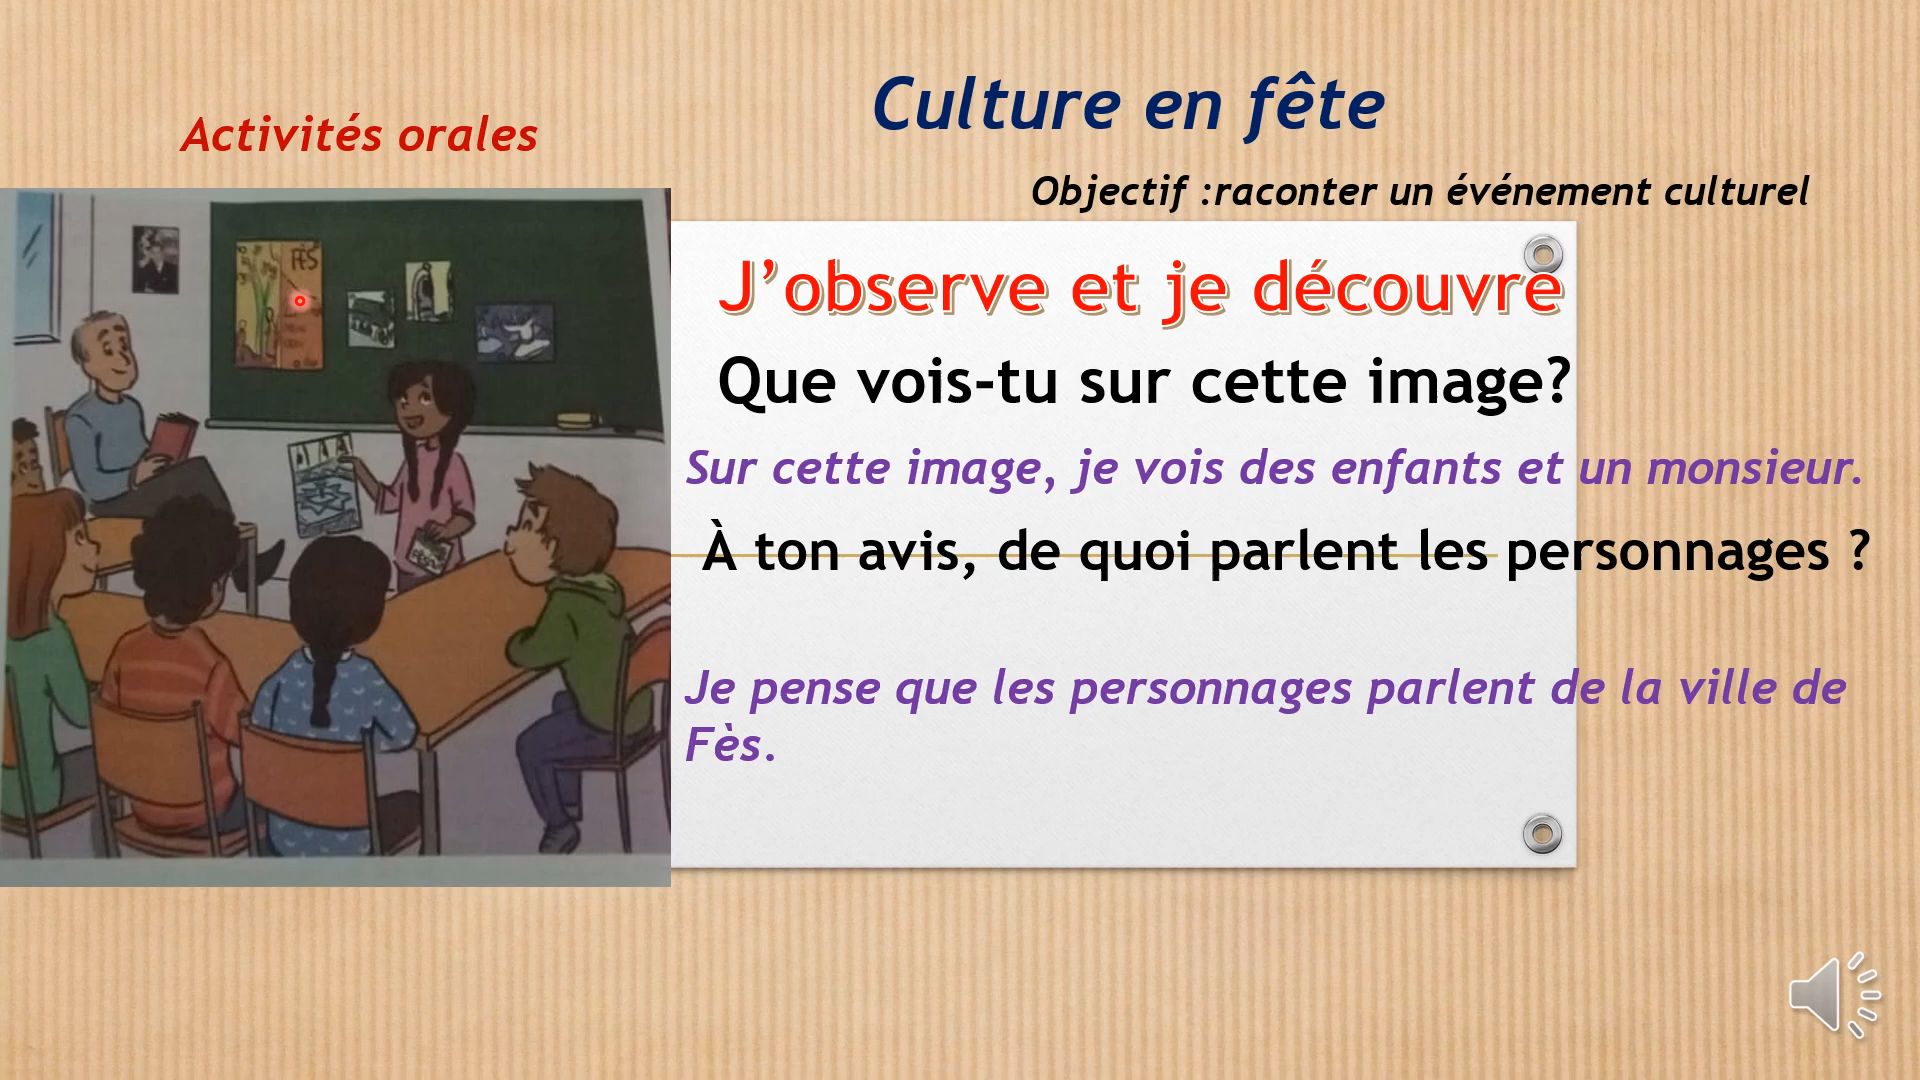 Culture en fête
Activités orales
Objectif :raconter un événement culturel
FÈS
J'observe et je découvre
Que vois-tu sur cette image?
Sur cette image, je vois des enfants et un monsieur.
À ton avis, de quoi parlent les personnages ?
Je pense que les personnages parlent de la ville de
Fès.